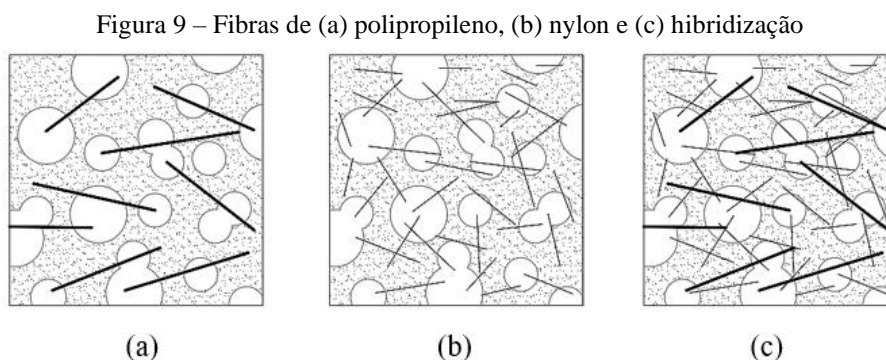 Figura 9 – Fibras de (a) polipropileno, (b) nylon e (c) hibridização
(a) (b) (c)